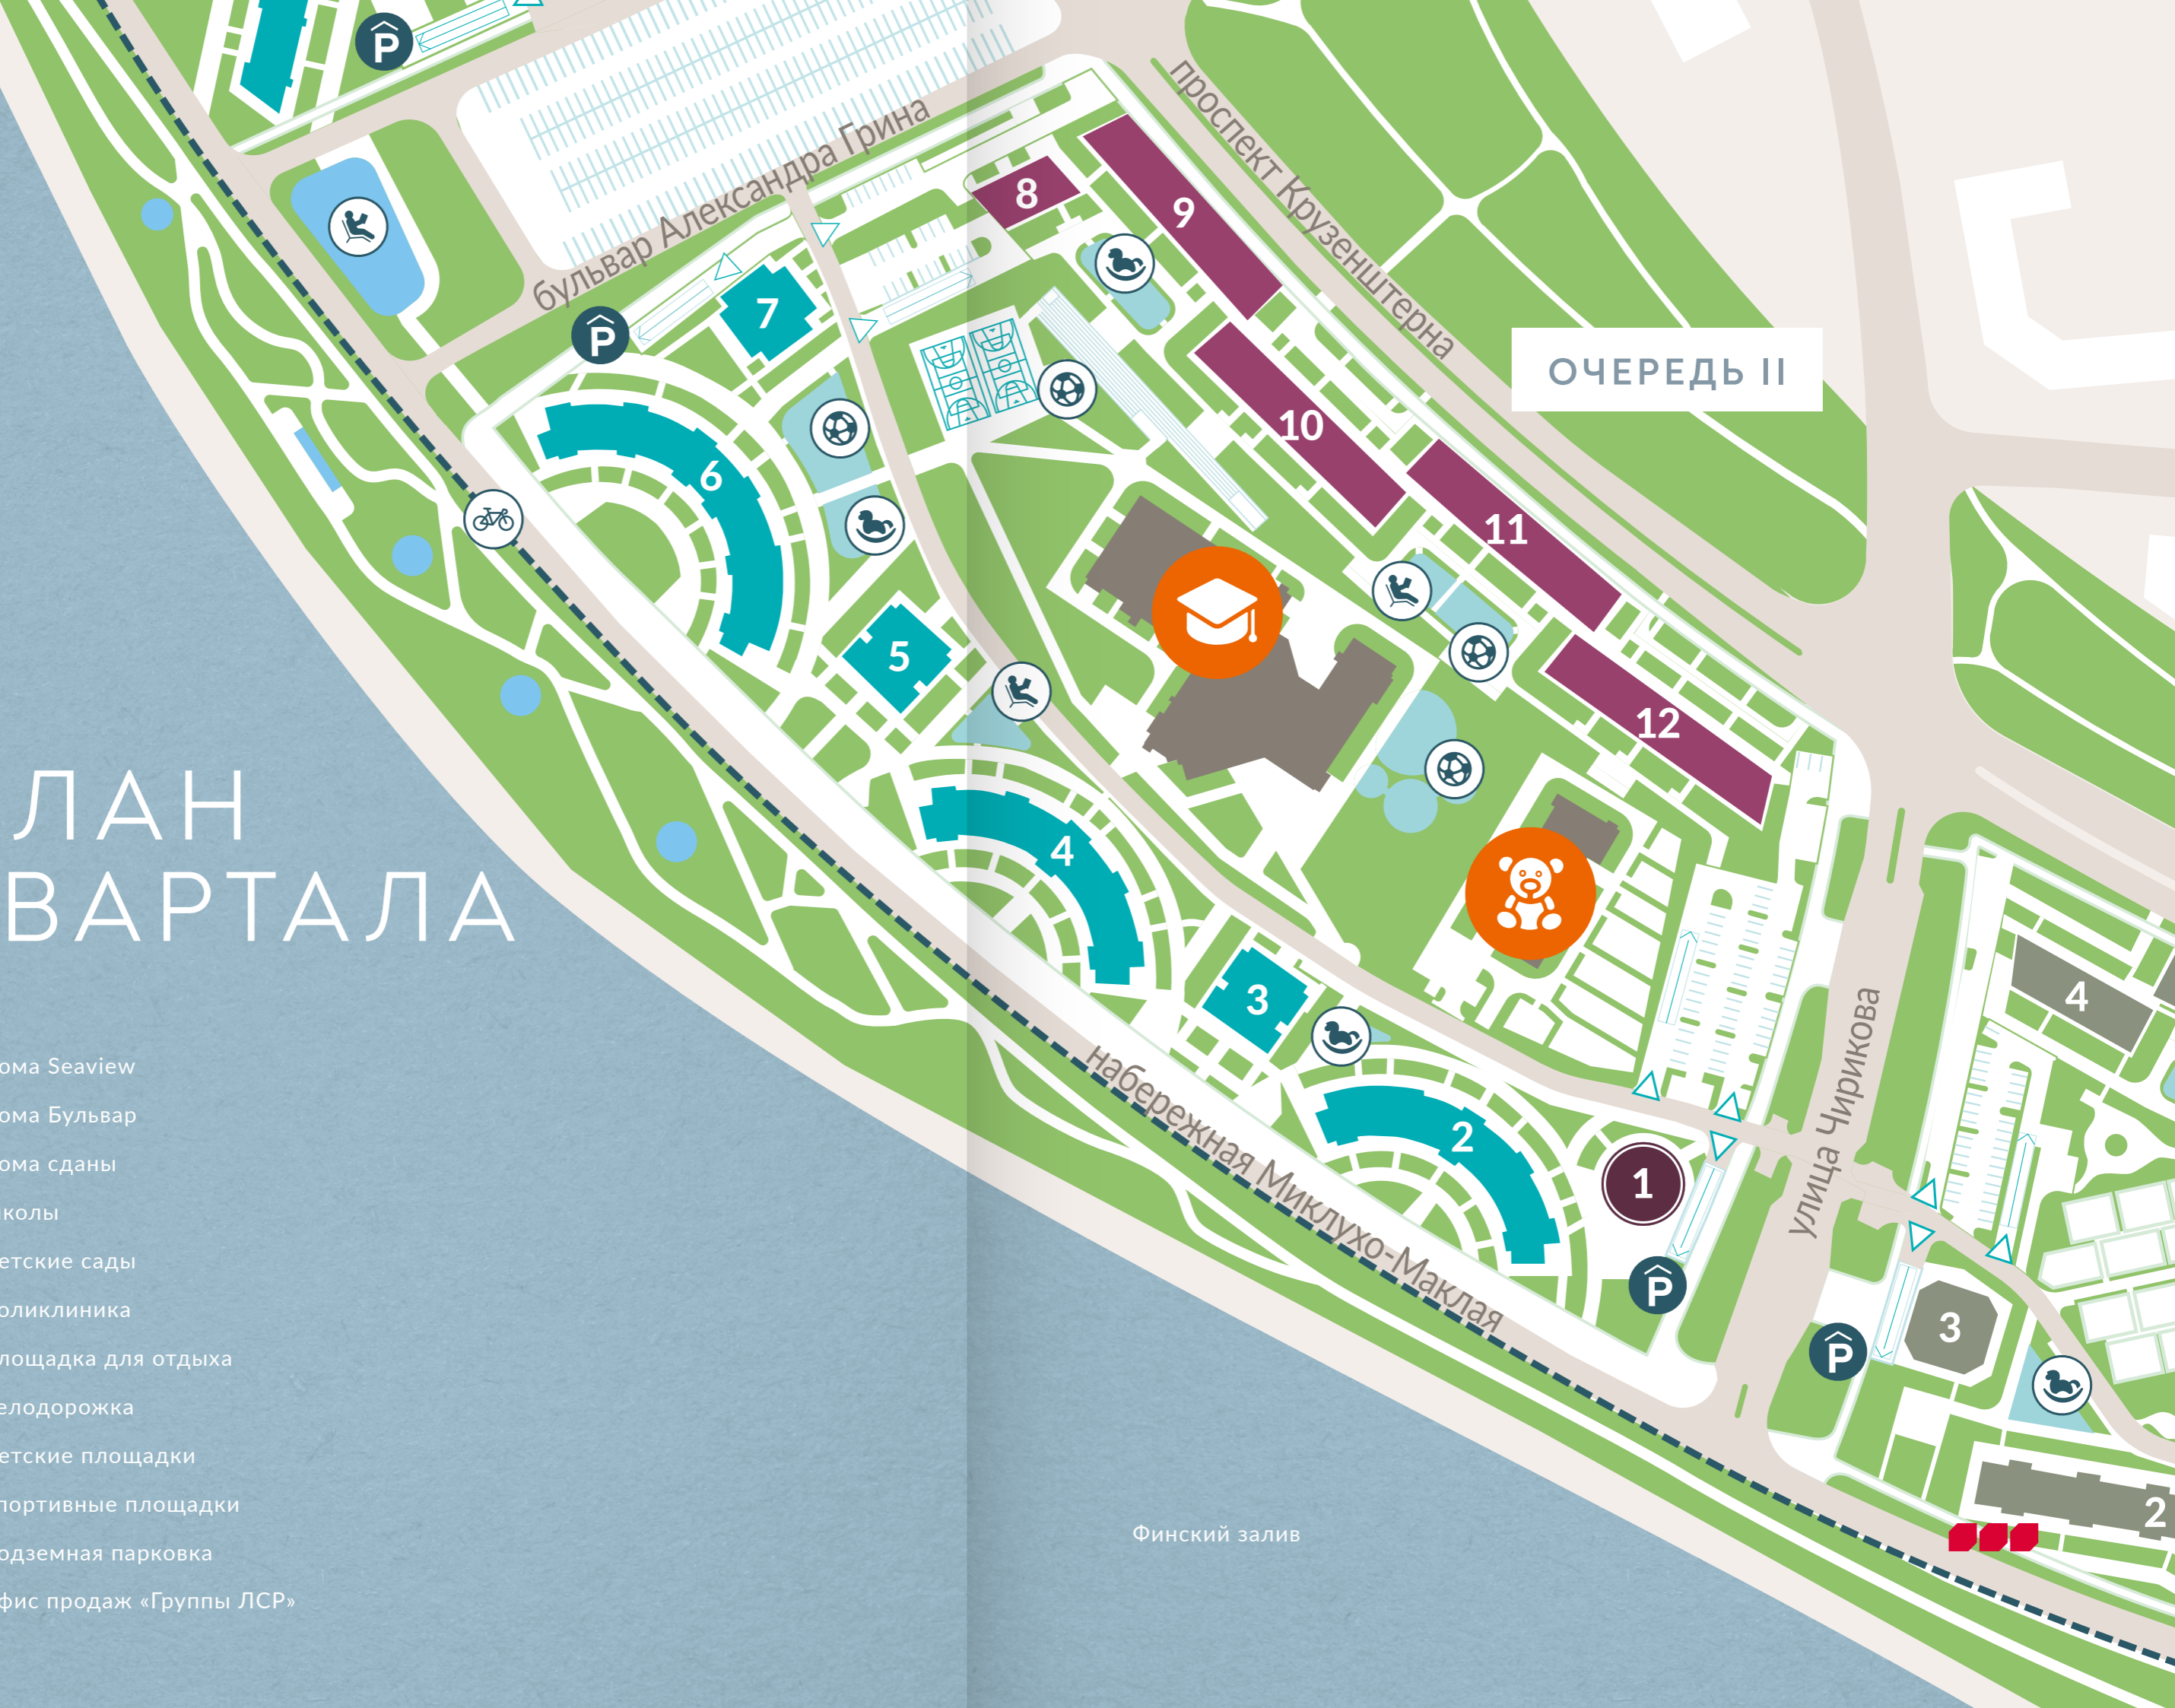 P
бульвар Александра Грина
проспект Крузенштерна
8
9
7
P
ОЧЕРЕДЬ II
10
6
11
5
12
ЛАН
4
ВАРТАЛА
3
4
набережная Миклухо-Маклая
улица Чирикова
2
1
P
3
P
2
ома Seaview
ома Бульвар
ома сданы
колы
етские сады
оликлиника
лощадка для отдыха
елодорожка
етские площадки
портивные площадки
одземная парковка
фис продаж «Группы ЛСР»
Финский залив